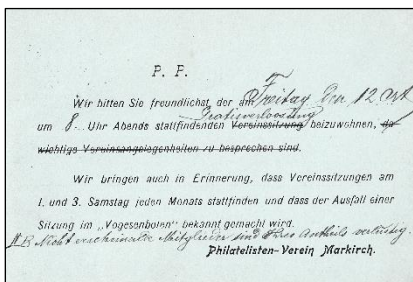 P. P.
Wir bitten Sie freundlichst der am Freitag den 12
Gratisverloosung
um 8 Uhr Abends stattfindenden Vereinssitzung beizuwohnen, da
wichtige Vereinsangelegenheiten zu besprechen sind.
Wir bringen auch in Erinnerung, dass Vereinssitzungen am
1. und 3. Samstag jeden Monats stattfinden und dass der Ausfall einer
Sitzung im „Vogesenboten" bekannt gemacht wird.
NB Nicht erscheinende Mitglieder sind Ihres Antheils verlustig.
Philatelisten-Verein Markirch.